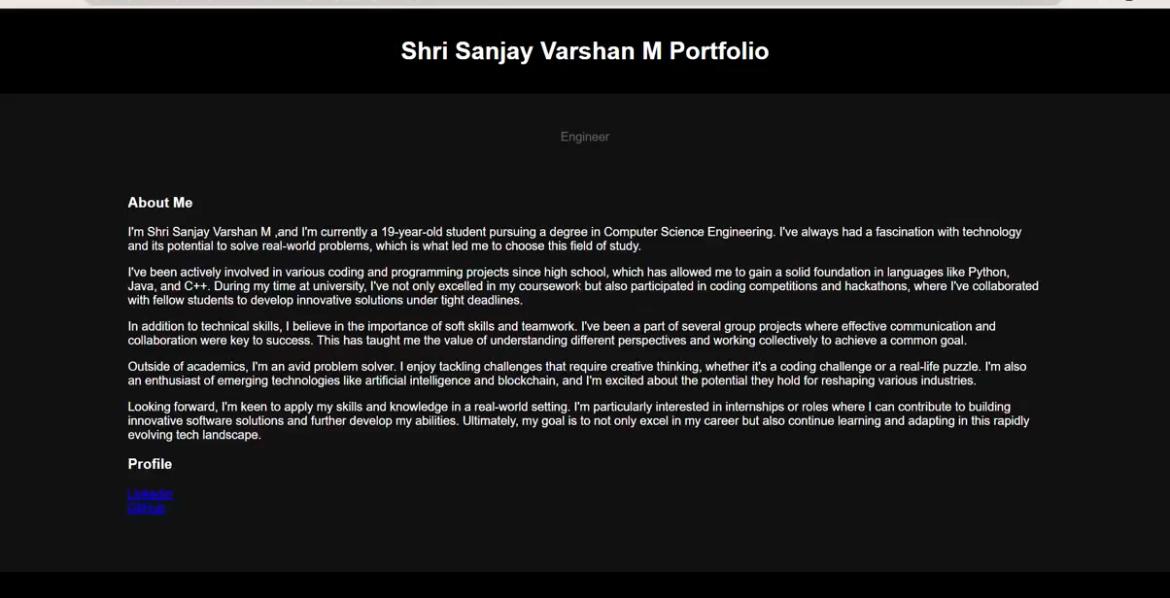 Shri Sanjay Varshan M Portfolio
Engineer
About Me
I'm Shri Sanjay Varshan M ,and I'm currently a 19-year-old student pursuing a degree in Computer Science Engineering. I've always had a fascination with technology
and its potential to solve real-world problems, which is what led me to choose this field of study.
I've been actively involved in various coding and programming projects since high school, which has allowed me to gain a solid foundation in languages like Python,
Java, and C++. During my time at university, I've not only excelled in my coursework but also participated in coding competitions and hackathons, where I've collaborated
with fellow students to develop innovative solutions under tight deadlines.
In addition to technical skills, I believe in the importance of soft skills and teamwork. I've been a part of several group projects where effective communication and
collaboration were key to success. This has taught me the value of understanding different perspectives and working collectively to achieve a common goal.
Outside of academics, I'm an avid problem solver. I enjoy tackling challenges that require creative thinking, whether it's a coding challenge or a real-life puzzle. I'm also
an enthusiast of emerging technologies like artificial intelligence and blockchain, and I'm excited about the potential they hold for reshaping various industries.
Looking forward, I'm keen to apply my skills and knowledge in a real-world setting. I'm particularly interested in internships or roles where I can contribute to building
innovative software solutions and further develop my abilities. Ultimately, my goal is to not only excel in my career but also continue learning and adapting in this rapidly
evolving tech landscape.
Profile
GitHub